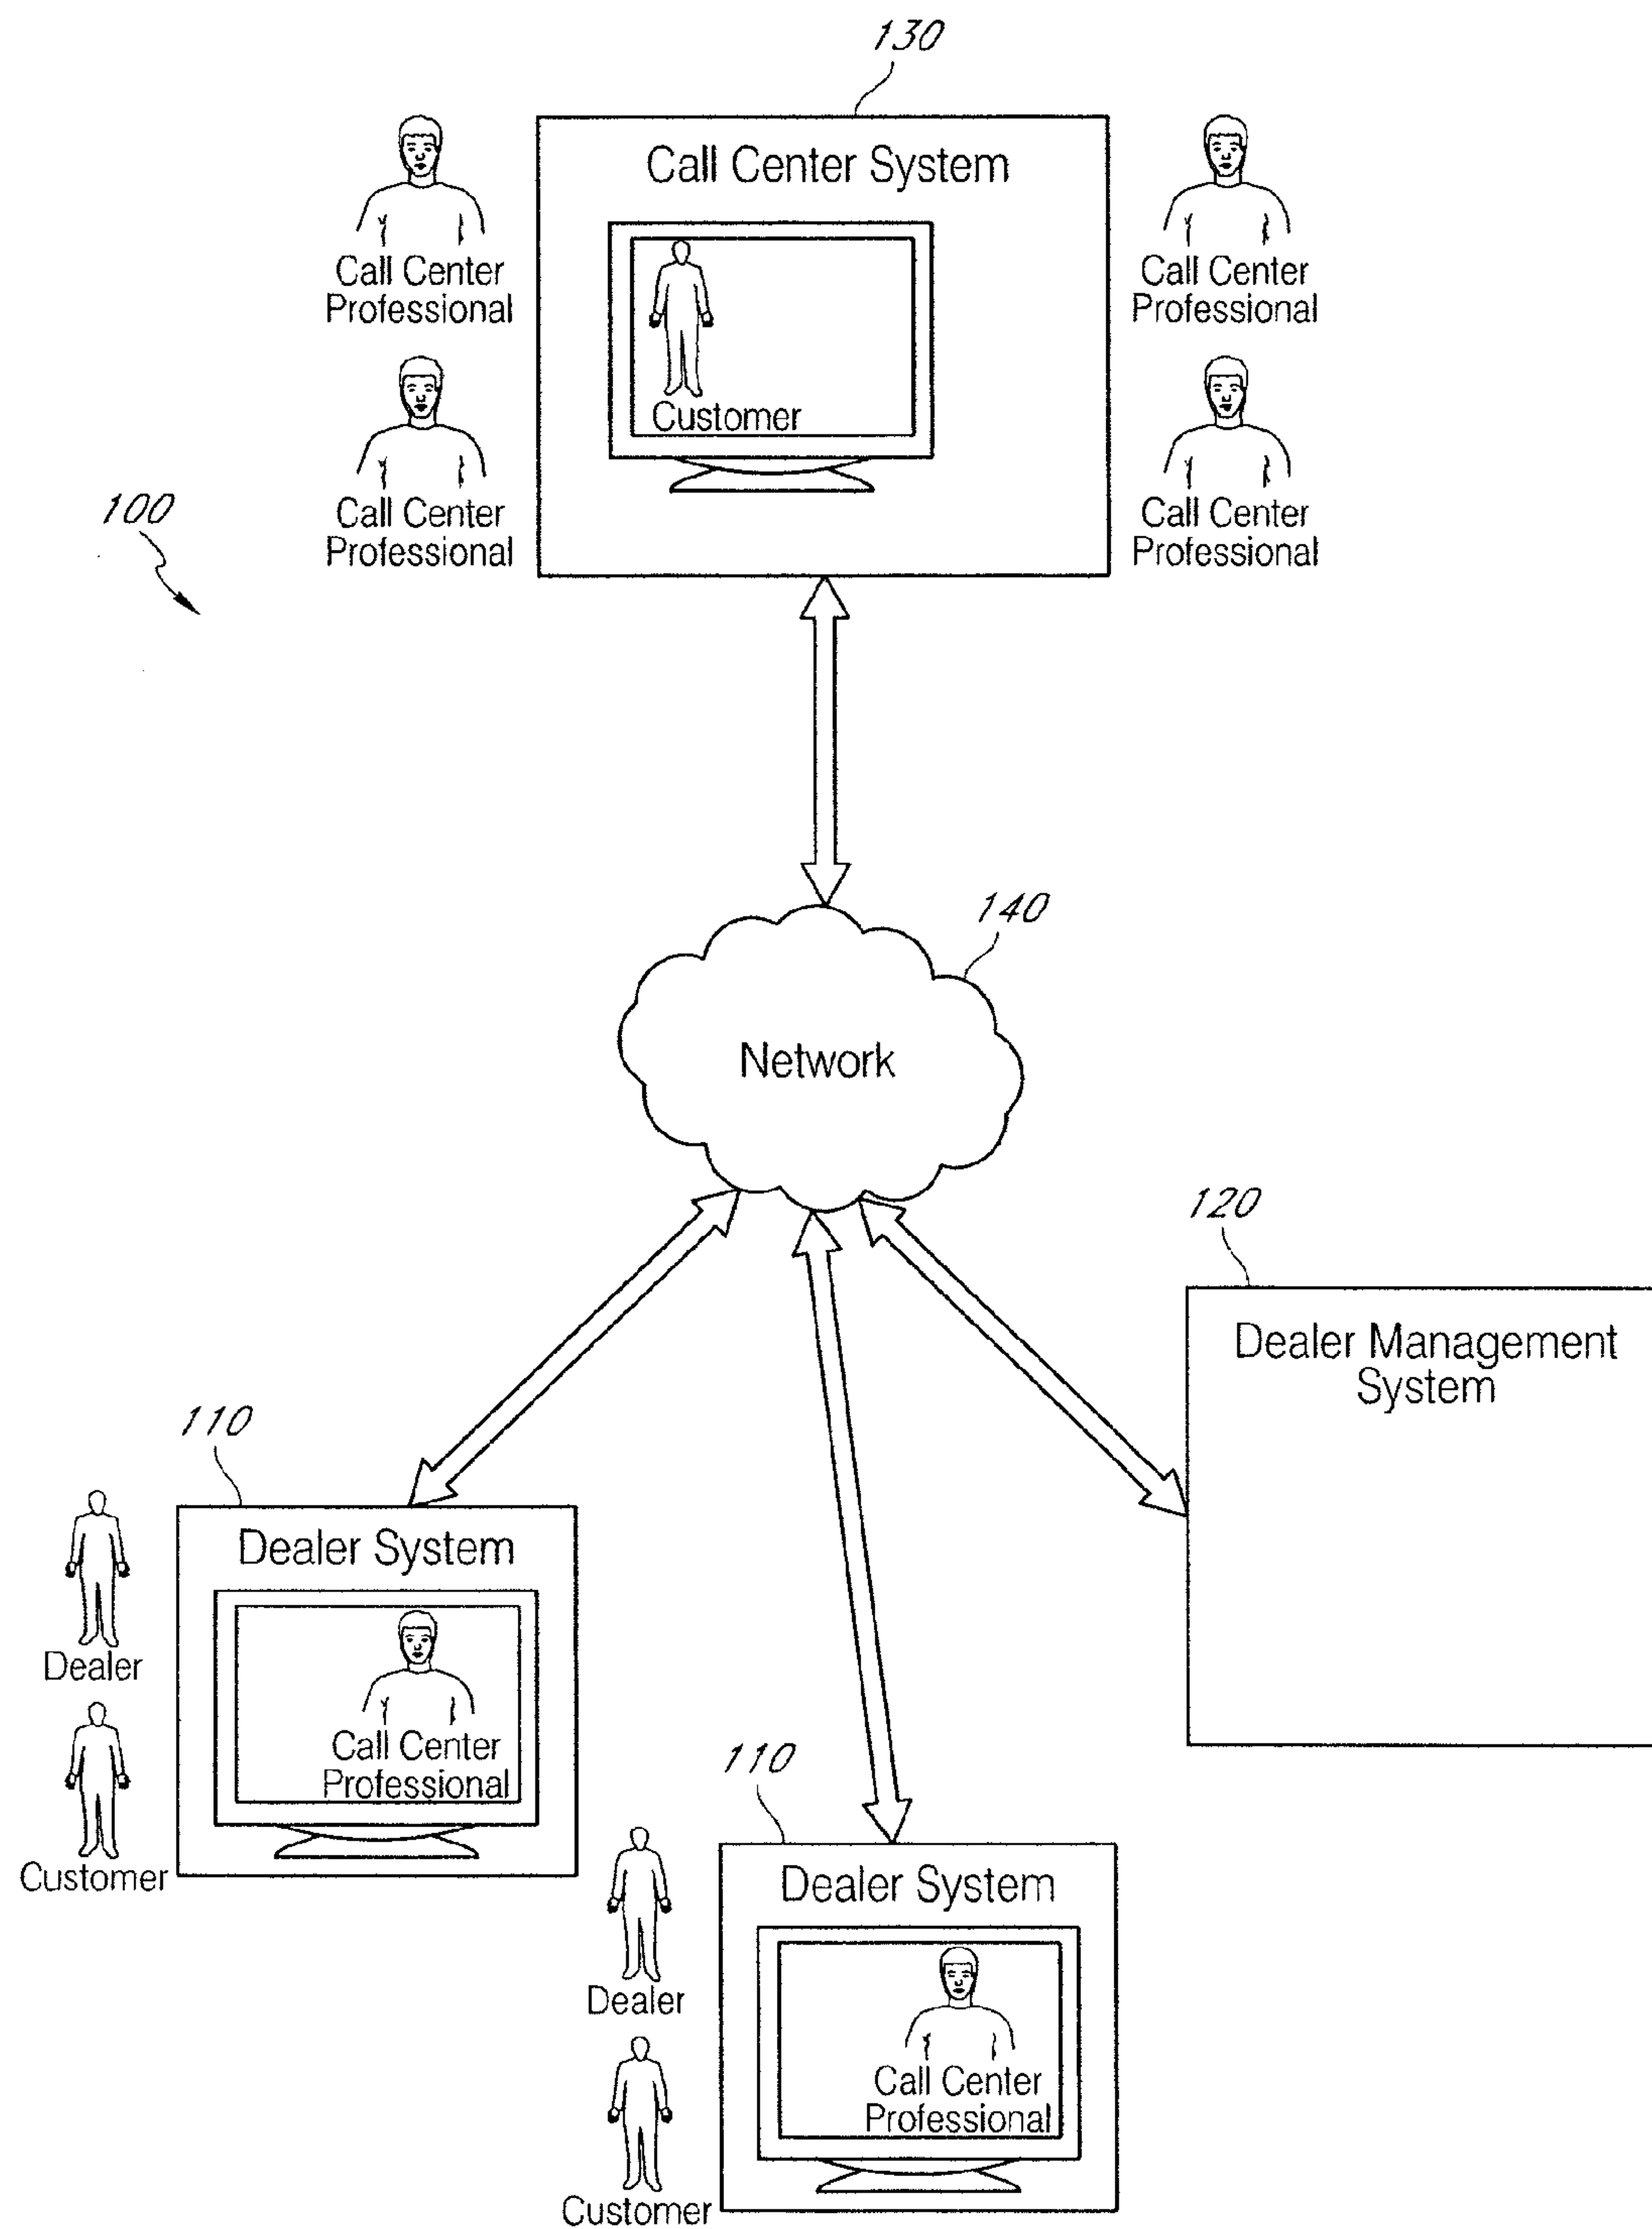 130
Call Center System
Call Center
Professional
Call Center
Professional
Customer
Call Center
Professional
Call Center
Professional
100
140
Network
120
Dealer Management
System
110
Dealer System
Dealer
Call Center
Professional
Customer
110
Dealer System
Dealer
Call Center
Professional
Customer